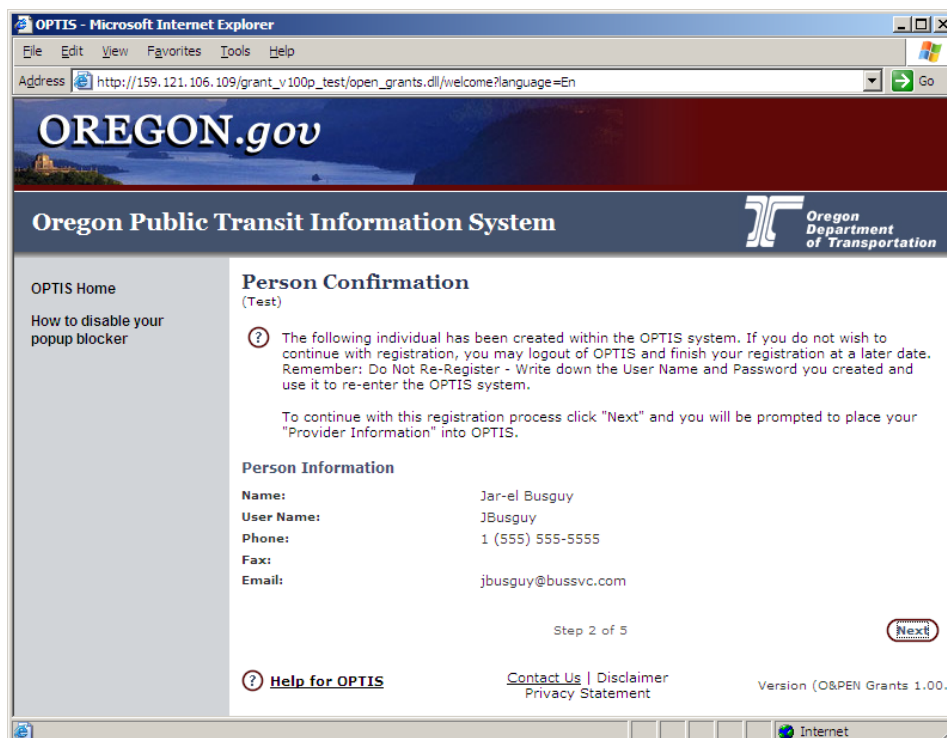 OPTIS - Microsoft Internet Explorer
File Edit View Favorites Tools Help
Address http://159.121.106.109/grant_v100p_test/open_grants.dll/welcome?language=En Go
OREGON.gov
Oregon Public Transit Information System
Oregon
Department
of Transportation
OPTIS Home
How to disable your
popup blocker
Person Confirmation
(Test)
? The following individual has been created within the OPTIS system. If you do not wish to
continue with registration, you may logout of OPTIS and finish your registration at a later date.
Remember: Do Not Re-Register - Write down the User Name and Password you created and
use it to re-enter the OPTIS system.
To continue with this registration process click "Next" and you will be prompted to place your
"Provider Information" into OPTIS.
Person Information
Name: Jar-el Busguy
User Name: JBusguy
Phone: 1 (555) 555-5555
Fax:
Email: jbusguy@bussvc.com
Step 2 of 5 Next
? Help for OPTIS
Contact Us | Disclaimer
Privacy Statement
Version (O&PEN Grants 1.00.
Internet